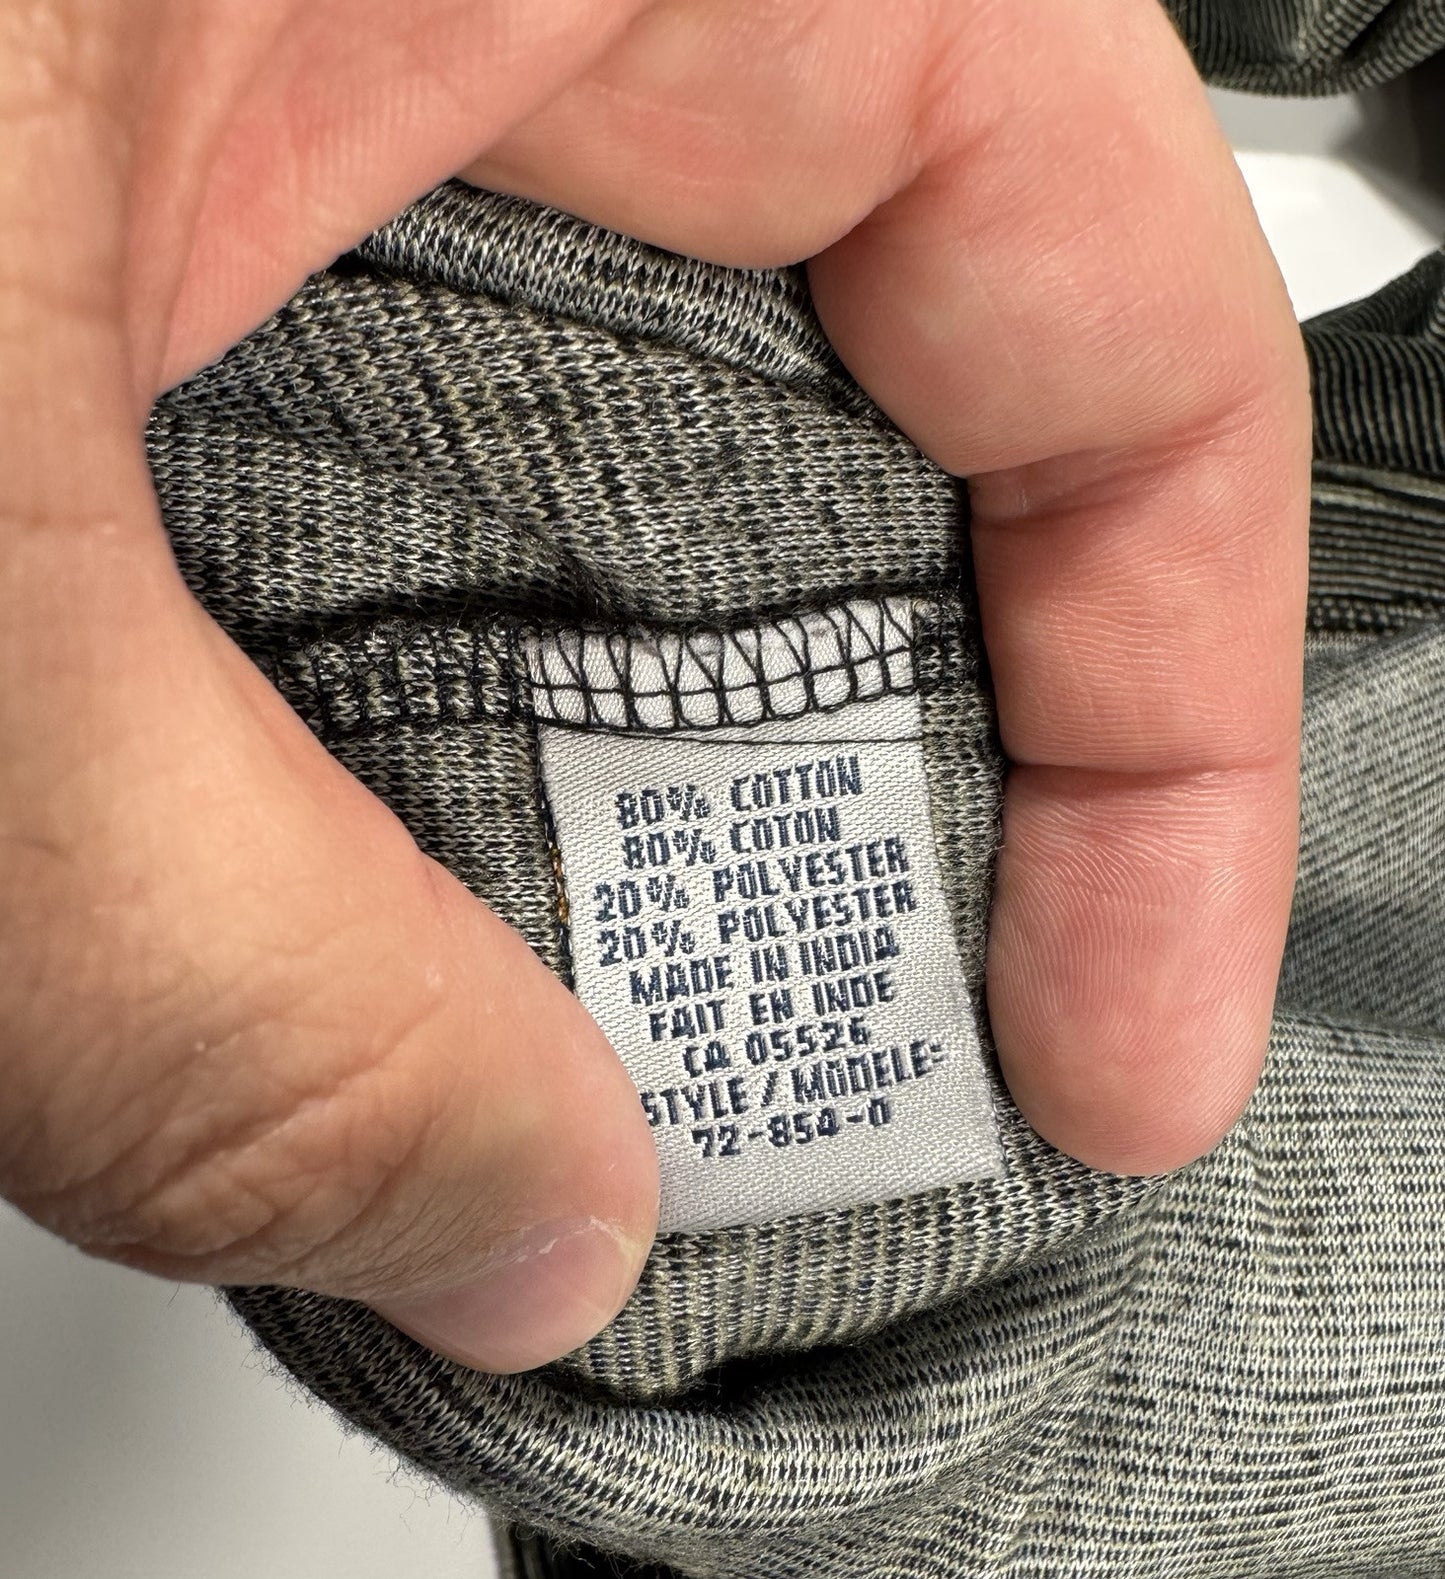 80% COTTON
80% COTON
20% POLYESTER
20% POLYESTER
MADE IN INDIA
FAIT EN INDE
CA 05526
STYLE / MODELE:
72-854-0